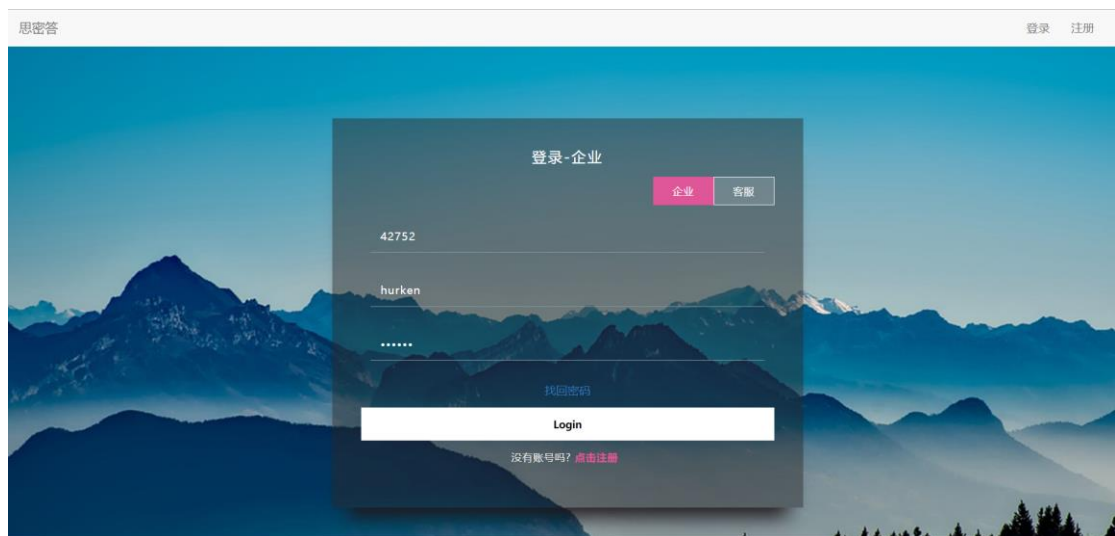 思密答 登录 注册
登录-企业
企业 客服
42752
hurken
••••••
找回密码
Login
没有账号吗? 点击注册